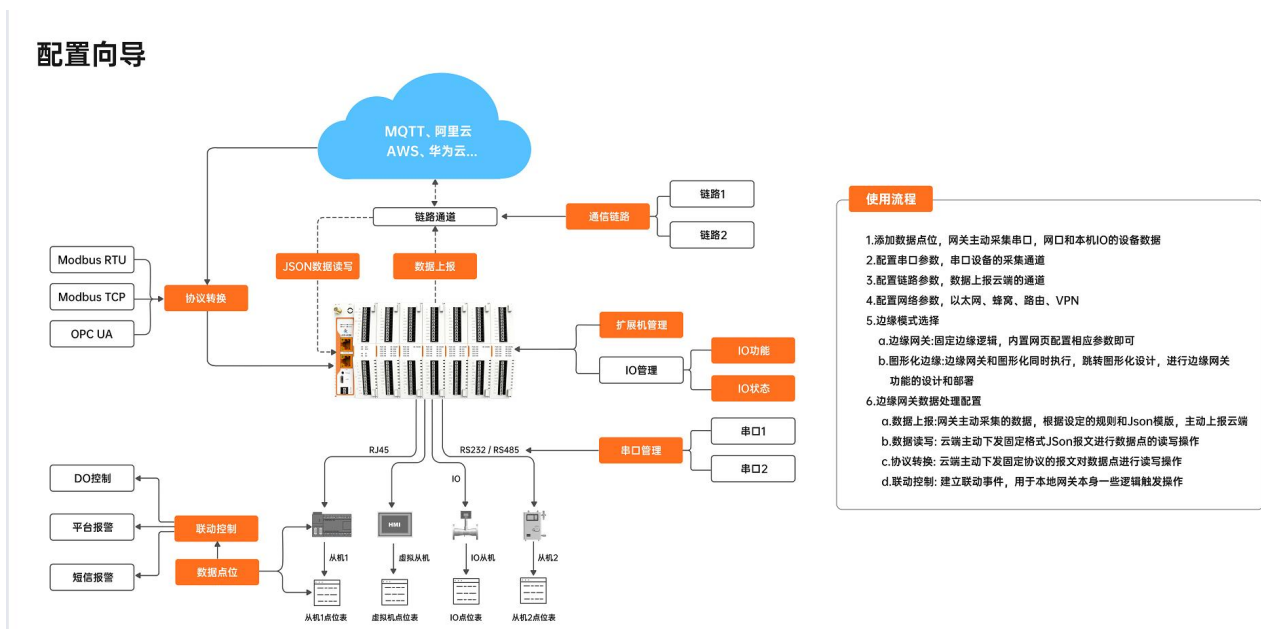 配置向导
MQTT、阿里云
AWS、华为云...
链路通道
通信链路
链路1
链路2
JSON数据读写
数据上报
Modbus RTU
Modbus TCP
OPC UA
协议转换
扩展机管理
IO管理
IO功能
IO状态
RJ45
RS232 / RS485
IO
串口管理
串口1
串口2
DO控制
平台报警
短信报警
联动控制
数据点位
HMI
从机1
虚拟从机
IO从机
从机2
从机1点位表
虚拟机点位表
IO点位表
从机2点位表
使用流程
1.添加数据点位，网关主动采集串口，网口和本机IO的设备数据
2.配置串口参数，串口设备的采集通道
3.配置链路参数，数据上报云端的通道
4.配置网络参数，以太网、蜂窝、路由、VPN
5.边缘模式选择
a.边缘网关:固定边缘逻辑，内置网页配置相应参数即可
b.图形化边缘:边缘网关和图形化同时执行，跳转图形化设计，进行边缘网关
功能的设计和部署
6.边缘网关数据处理配置
a.数据上报:网关主动采集的数据，根据设定的规则和Json模版，主动上报云端
b.数据读写: 云端主动下发固定格式JSon报文进行数据点的读写操作
c.协议转换: 云端主动下发固定协议的报文对数据点进行读写操作
d.联动控制: 建立联动事件，用于本地网关本身一些逻辑触发操作